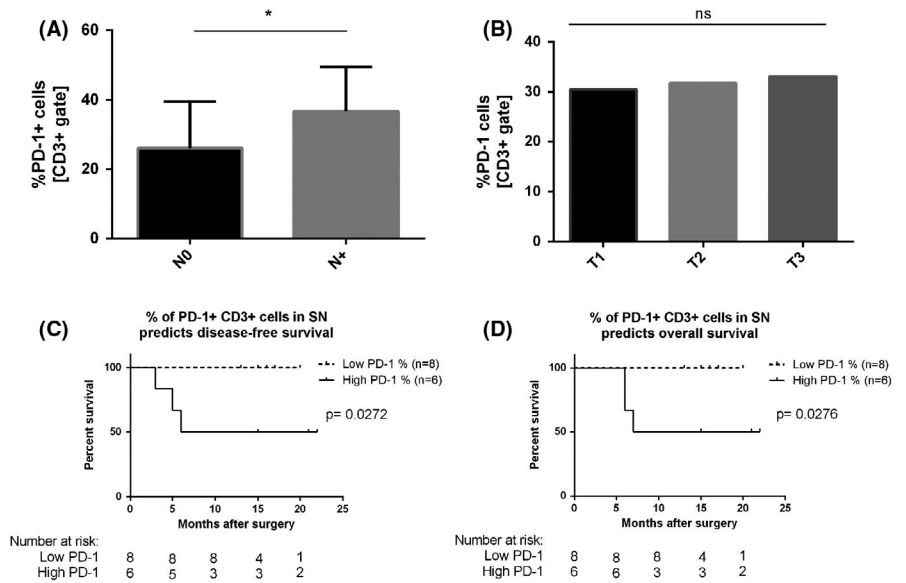 (A)
*
60
40
20
0
%PD-1+ cells
[CD3+ gate]
N0
N+
(B)
ns
40
30
20
10
0
%PD-1 cells
[CD3+ gate]
T1
T2
T3
(C)
% of PD-1+ CD3+ cells in SN
predicts disease-free survival
100
50
0
Percent survival
0 5 10 15 20 25
Months after surgery
Low PD-1 % (n=8)
High PD-1 % (n=6)
p= 0.0272
Number at risk:
Low PD-1 8 8 8 4 1
High PD-1 6 5 3 3 2
(D)
% of PD-1+ CD3+ cells in SN
predicts overall survival
100
50
0
Percent survival
0 5 10 15 20 25
Months after surgery
Low PD-1 % (n=8)
High PD-1 % (n=6)
p= 0.0276
Number at risk:
Low PD-1 8 8 8 4 1
High PD-1 6 6 3 3 2